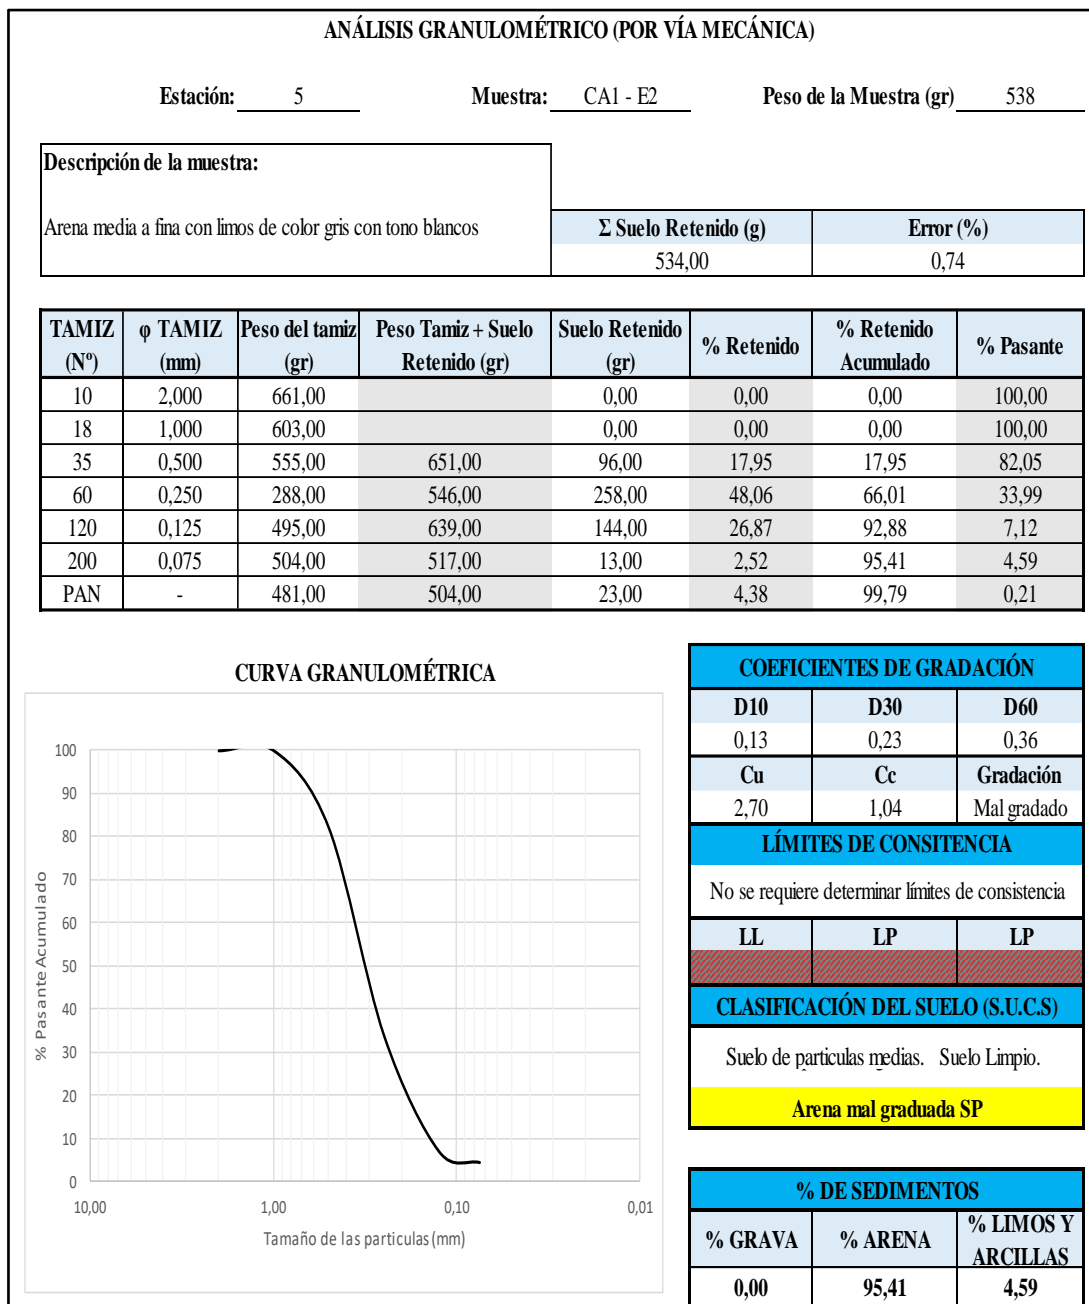 ANÁLISIS GRANULOMÉTRICO (POR VÍA MECÁNICA)
Estación: 5 Muestra: CA1 - E2 Peso de la Muestra (gr) 538
Descripción de la muestra:
Arena media a fina con limos de color gris con tono blancos
Σ Suelo Retenido (g) Error (%)
534,00 0,74
TAMIZ (Nº) φ TAMIZ (mm) Peso del tamiz (gr) Peso Tamiz + Suelo Retenido (gr) Suelo Retenido (gr) % Retenido % Retenido Acumulado % Pasante
10 2,000 661,00 0,00 0,00 0,00 100,00
18 1,000 603,00 0,00 0,00 0,00 100,00
35 0,500 555,00 651,00 96,00 17,95 17,95 82,05
60 0,250 288,00 546,00 258,00 48,06 66,01 33,99
120 0,125 495,00 639,00 144,00 26,87 92,88 7,12
200 0,075 504,00 517,00 13,00 2,52 95,41 4,59
PAN - 481,00 504,00 23,00 4,38 99,79 0,21
CURVA GRANULOMÉTRICA
100
90
80
70
60
50
40
30
20
10
0
% Pasante Acumulado
10,00 1,00 0,10 0,01
Tamaño de las particulas (mm)
COEFICIENTES DE GRADACIÓN
D10 D30 D60
0,13 0,23 0,36
Cu Cc Gradación
2,70 1,04 Mal gradado
LÍMITES DE CONSITENCIA
No se requiere determinar límites de consistencia
LL LP LP
CLASIFICACIÓN DEL SUELO (S.U.C.S)
Suelo de particulas medias. Suelo Limpio.
Arena mal graduada SP
% DE SEDIMENTOS
% GRAVA % ARENA % LIMOS Y ARCILLAS
0,00 95,41 4,59